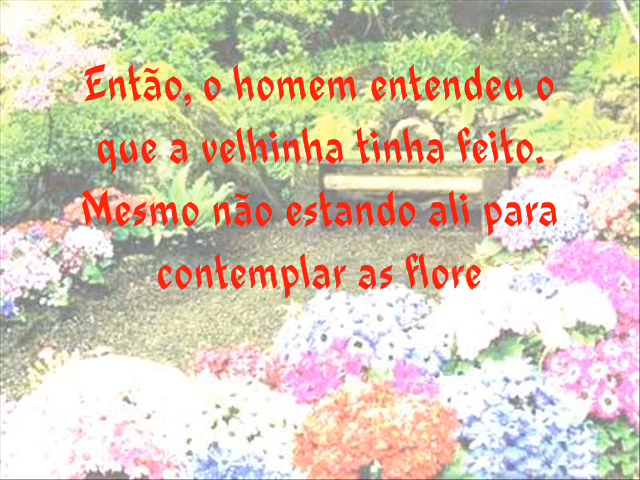 Então, o homem entendeu o
que a velhinha tinha feito.
Mesmo não estando ali para
contemplar as flore